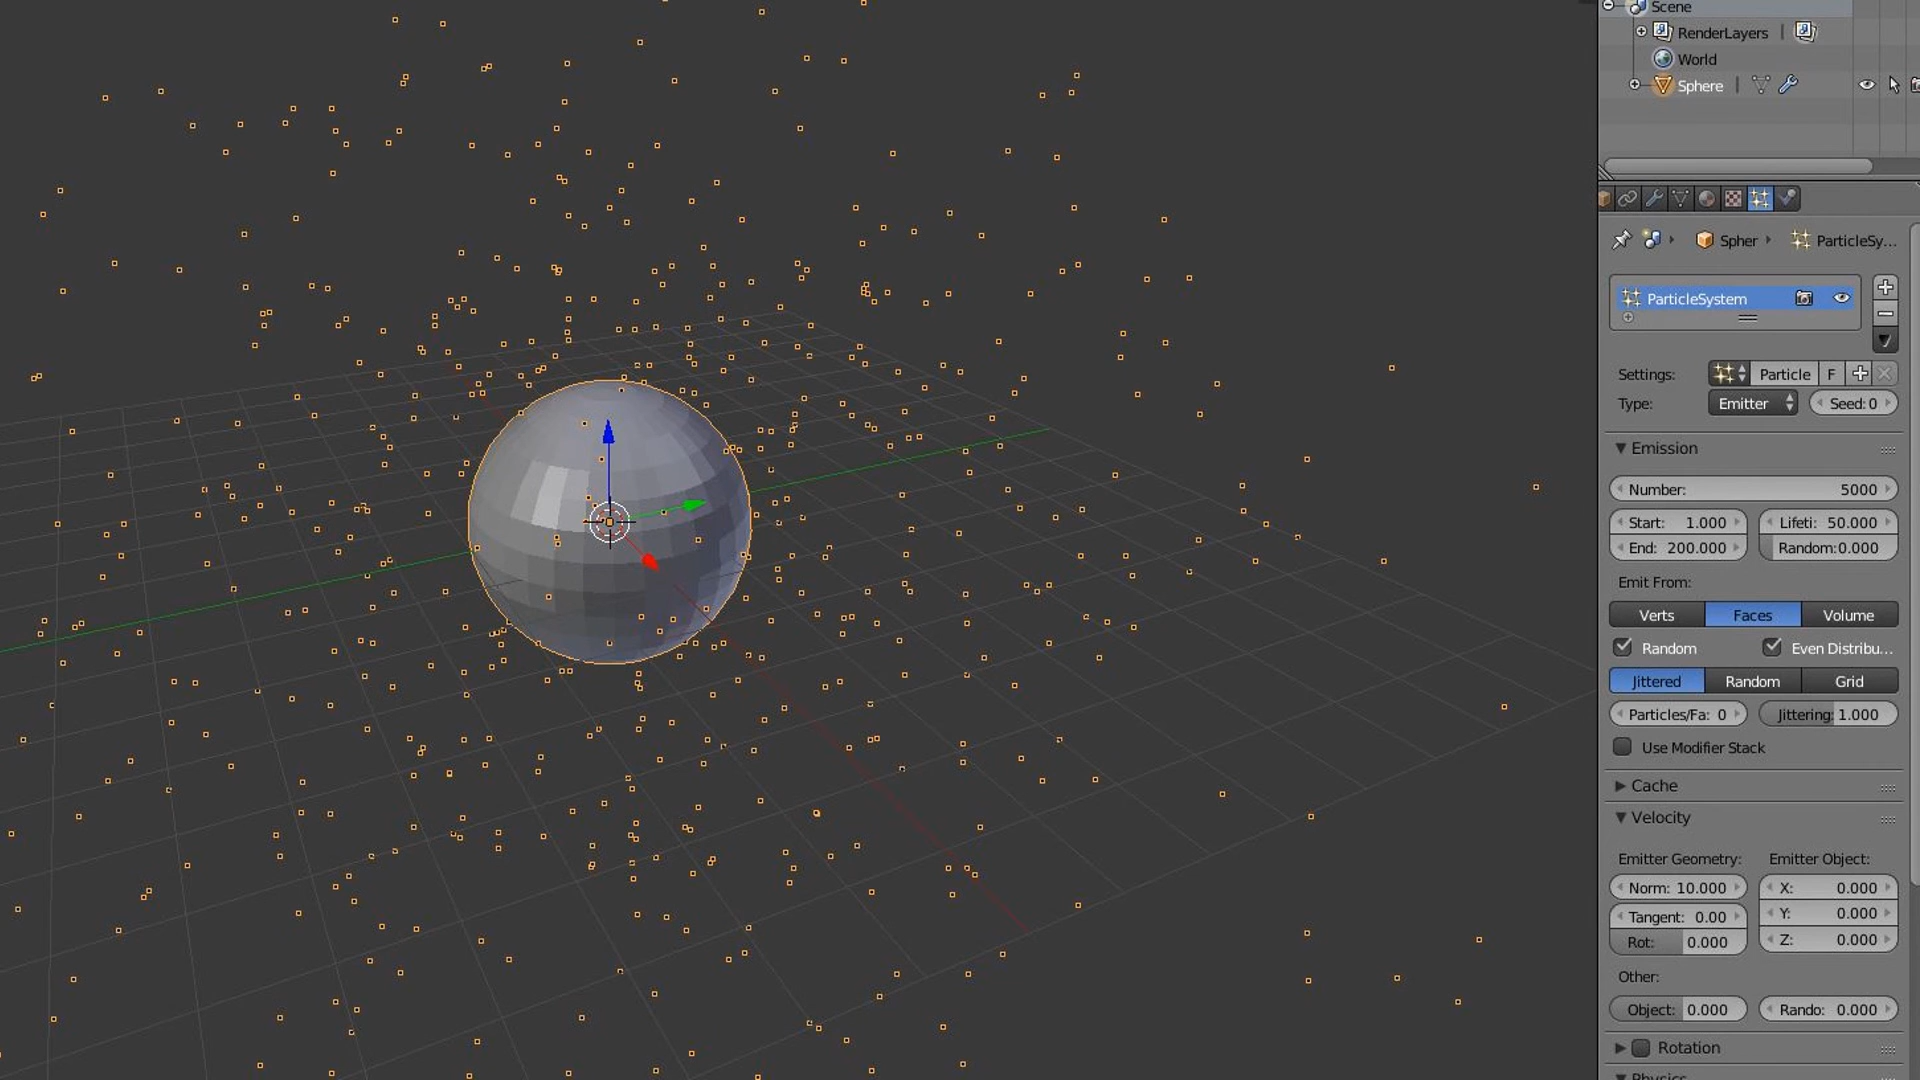 Scene
RenderLayers
World
Sphere
Spher
ParticleSy...
ParticleSystem
Settings: Particle F
Type: Emitter Seed: 0
Emission
Number: 5000
Start: 1.000 Lifeti: 50.000
End: 200.000 Random: 0.000
Emit From:
Verts Faces Volume
Random Even Distribu...
Jittered Random Grid
Particles/Fa: 0 Jittering: 1.000
Use Modifier Stack
Cache
Velocity
Emitter Geometry: Emitter Object:
Norm: 10.000 X: 0.000
Tangent: 0.00 Y: 0.000
Rot: 0.000 Z: 0.000
Other:
Object: 0.000 Rando: 0.000
Rotation
Physics